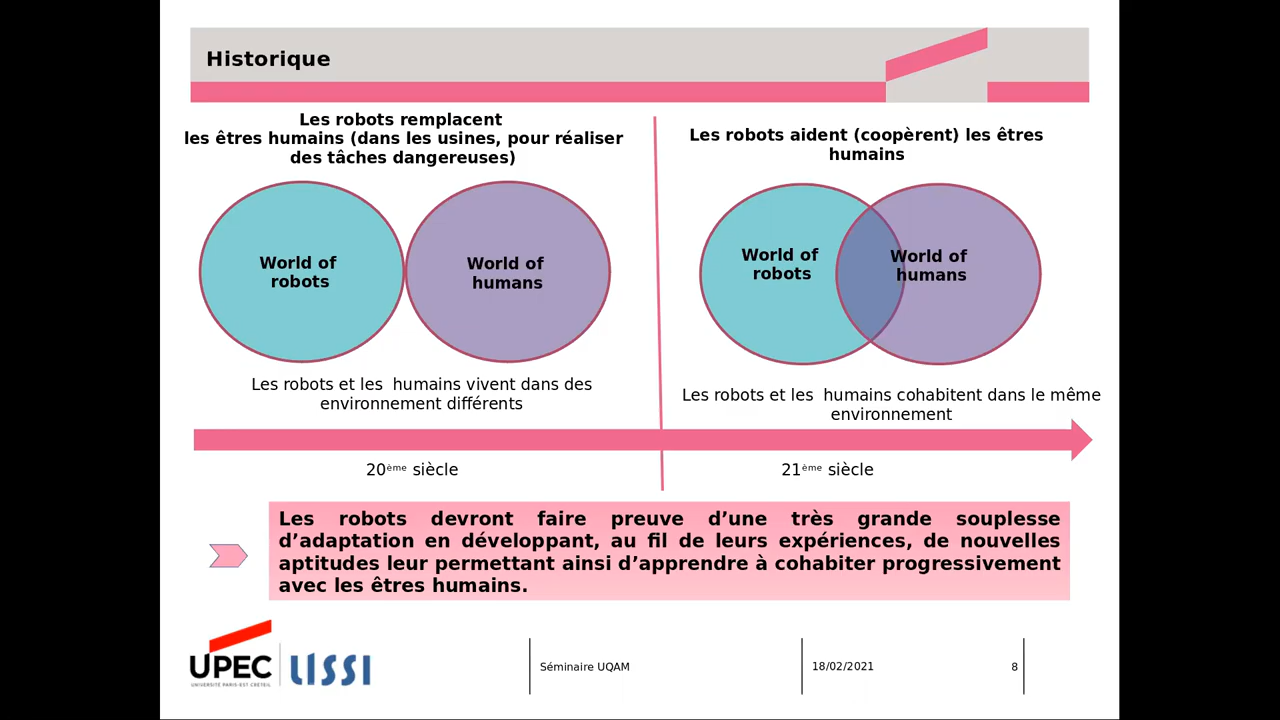 Historique
Les robots remplacent
les êtres humains (dans les usines, pour réaliser
des tâches dangereuses)
Les robots aident (coopèrent) les êtres
humains
World of
robots
World of
humans
World of
robots
World of
humans
Les robots et les  humains vivent dans des
environnement différents
Les robots et les  humains cohabitent dans le même
environnement
20ème siècle
21ème siècle
Les robots devront faire preuve d’une très grande souplesse
d’adaptation en développant, au fil de leurs expériences, de nouvelles
aptitudes leur permettant ainsi d’apprendre à cohabiter progressivement
avec les êtres humains.
UPEC
UNIVERSITÉ PARIS-EST CRÉTEIL
LISSI
Séminaire UQAM
18/02/2021
8